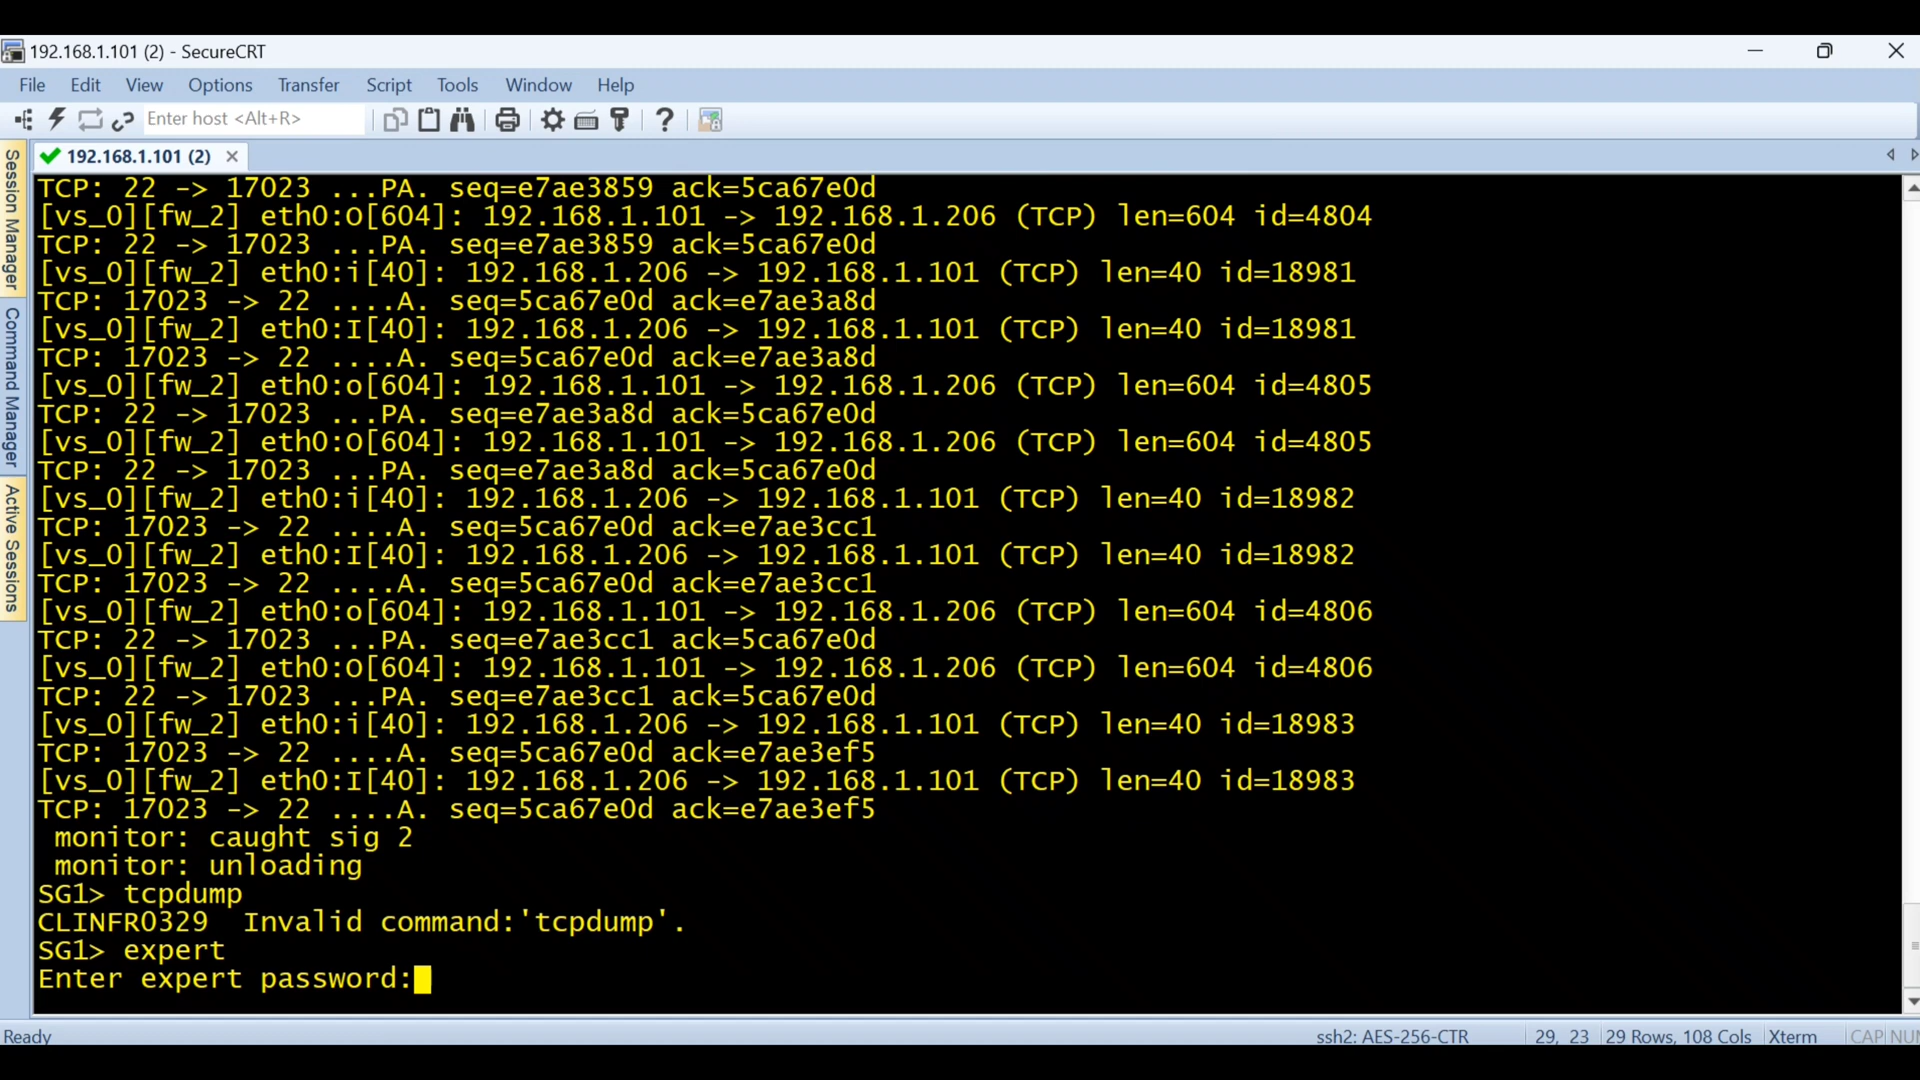 192.168.1.101 (2) - SecureCRT
File Edit View Options Transfer Script Tools Window Help
Enter host <Alt+R>
192.168.1.101 (2)
Session Manager
Command Manager
Active Sessions
TCP: 22 -> 17023 ...PA. seq=e7ae3859 ack=5ca67e0d
[vs_0][fw_2] eth0:O[604]: 192.168.1.101 -> 192.168.1.206 (TCP) len=604 id=4804
TCP: 22 -> 17023 ...PA. seq=e7ae3859 ack=5ca67e0d
[vs_0][fw_2] eth0:i[40]: 192.168.1.206 -> 192.168.1.101 (TCP) len=40 id=18981
TCP: 17023 -> 22 ....A. seq=5ca67e0d ack=e7ae3a8d
[vs_0][fw_2] eth0:I[40]: 192.168.1.206 -> 192.168.1.101 (TCP) len=40 id=18981
TCP: 17023 -> 22 ....A. seq=5ca67e0d ack=e7ae3a8d
[vs_0][fw_2] eth0:o[604]: 192.168.1.101 -> 192.168.1.206 (TCP) len=604 id=4805
TCP: 22 -> 17023 ...PA. seq=e7ae3a8d ack=5ca67e0d
[vs_0][fw_2] eth0:O[604]: 192.168.1.101 -> 192.168.1.206 (TCP) len=604 id=4805
TCP: 22 -> 17023 ...PA. seq=e7ae3a8d ack=5ca67e0d
[vs_0][fw_2] eth0:i[40]: 192.168.1.206 -> 192.168.1.101 (TCP) len=40 id=18982
TCP: 17023 -> 22 ....A. seq=5ca67e0d ack=e7ae3cc1
[vs_0][fw_2] eth0:I[40]: 192.168.1.206 -> 192.168.1.101 (TCP) len=40 id=18982
TCP: 17023 -> 22 ....A. seq=5ca67e0d ack=e7ae3cc1
[vs_0][fw_2] eth0:o[604]: 192.168.1.101 -> 192.168.1.206 (TCP) len=604 id=4806
TCP: 22 -> 17023 ...PA. seq=e7ae3cc1 ack=5ca67e0d
[vs_0][fw_2] eth0:O[604]: 192.168.1.101 -> 192.168.1.206 (TCP) len=604 id=4806
TCP: 22 -> 17023 ...PA. seq=e7ae3cc1 ack=5ca67e0d
[vs_0][fw_2] eth0:i[40]: 192.168.1.206 -> 192.168.1.101 (TCP) len=40 id=18983
TCP: 17023 -> 22 ....A. seq=5ca67e0d ack=e7ae3ef5
[vs_0][fw_2] eth0:I[40]: 192.168.1.206 -> 192.168.1.101 (TCP) len=40 id=18983
TCP: 17023 -> 22 ....A. seq=5ca67e0d ack=e7ae3ef5
monitor: caught sig 2
monitor: unloading
SG1> tcpdump
CLINFR0329  Invalid command:'tcpdump'.
SG1> expert
Enter expert password:
Ready ssh2: AES-256-CTR 29, 23 29 Rows, 108 Cols Xterm CAP NUM